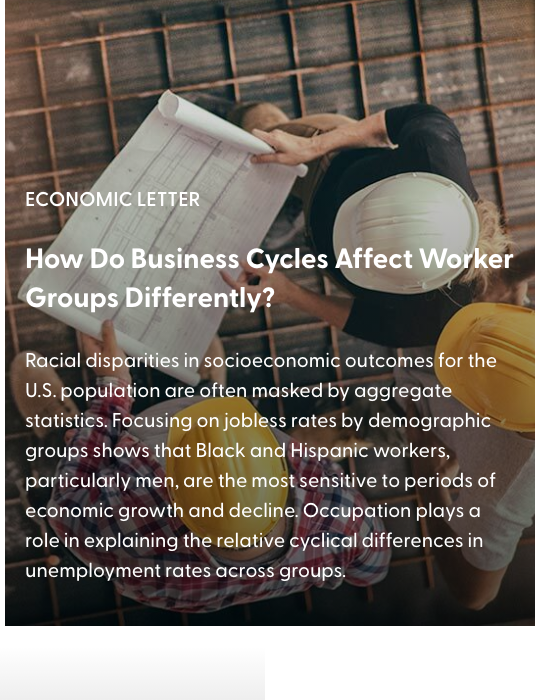 ECONOMIC LETTER
How Do Business Cycles Affect Worker
Groups Differently?
Racial disparities in socioeconomic outcomes for the
U.S. population are often masked by aggregate
statistics. Focusing on jobless rates by demographic
groups shows that Black and Hispanic workers,
particularly men, are the most sensitive to periods of
economic growth and decline. Occupation plays a
role in explaining the relative cyclical differences in
unemployment rates across groups.